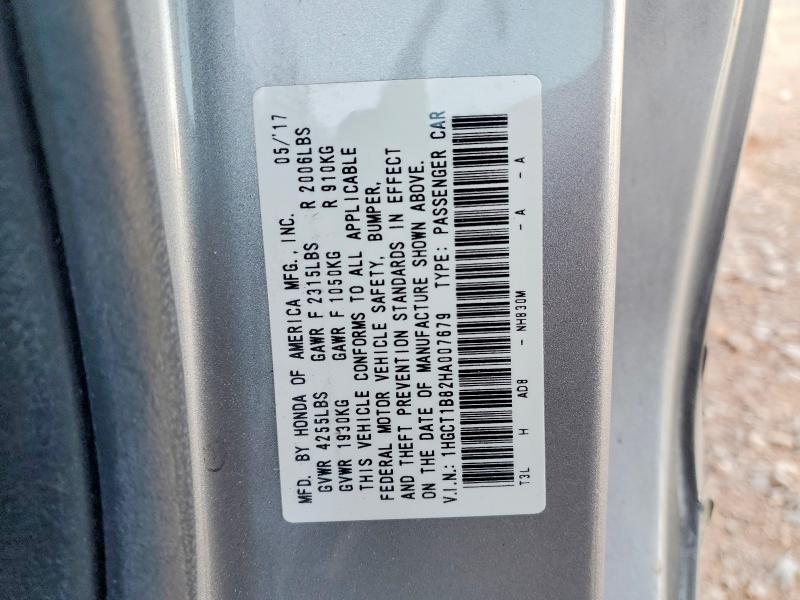 MFD. BY HONDA OF AMERICA MFG., INC. 05/'17
GVWR 4255LBS GAWR F 2315LBS R 2006LBS
GVWR 1930KG GAWR F 1050KG R 910KG
THIS VEHICLE CONFORMS TO ALL APPLICABLE
FEDERAL MOTOR VEHICLE SAFETY, BUMPER,
AND THEFT PREVENTION STANDARDS IN EFFECT
ON THE DATE OF MANUFACTURE SHOWN ABOVE.
V.I.N.: 1HGCT1B82HA007679 TYPE: PASSENGER CAR
T3L H AD8 - NH830M - A - A